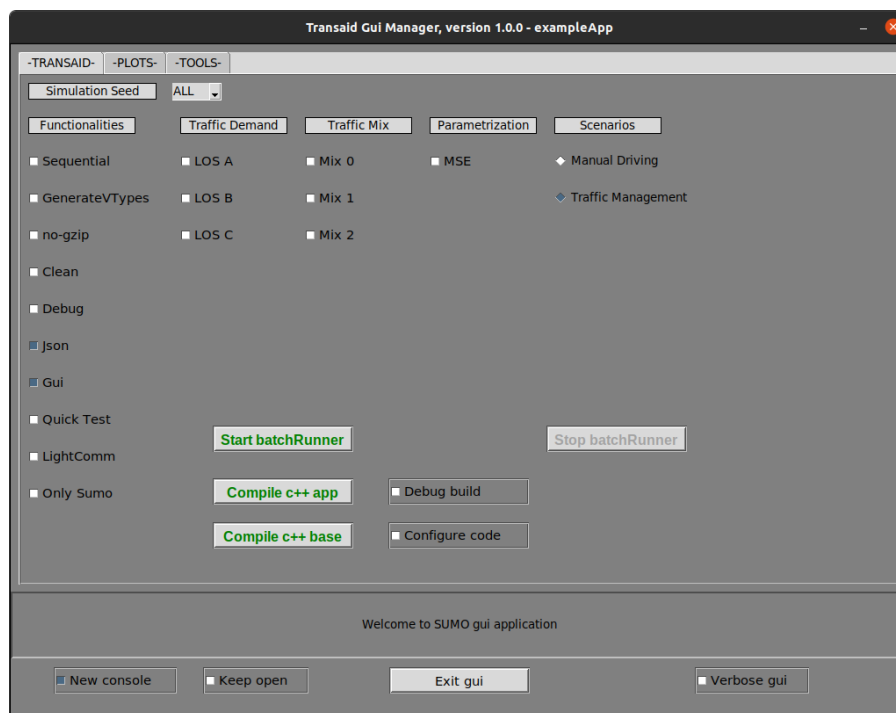 Transaid Gui Manager, version 1.0.0 - exampleApp
-TRANSAID- -PLOTS- -TOOLS-
Simulation Seed ALL
Functionalities Traffic Demand Traffic Mix Parametrization Scenarios
Sequential LOS A Mix 0 MSE Manual Driving
GenerateVTypes LOS B Mix 1 Traffic Management
no-gzip LOS C Mix 2
Clean
Debug
Json
Gui
Quick Test
Start batchRunner Stop batchRunner
LightComm
Only Sumo Compile c++ app Debug build
Compile c++ base Configure code
Welcome to SUMO gui application
New console Keep open Exit gui Verbose gui